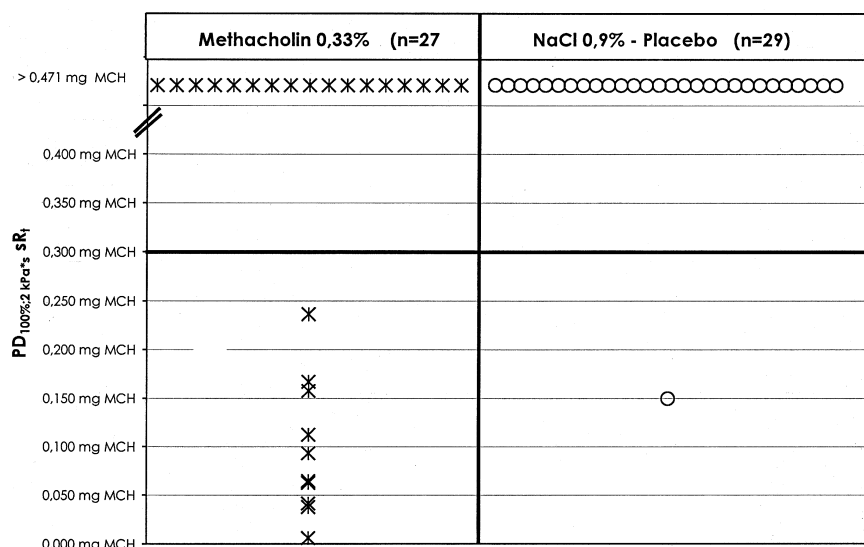 Methacholin 0,33% (n=27
NaCl 0,9% - Placebo (n=29)
> 0,471 mg MCH
0,400 mg MCH
0,350 mg MCH
0,300 mg MCH
0,250 mg MCH
0,200 mg MCH
0,150 mg MCH
0,100 mg MCH
0,050 mg MCH
0,000 mg MCH
PD100%;2 kPa*s sRt